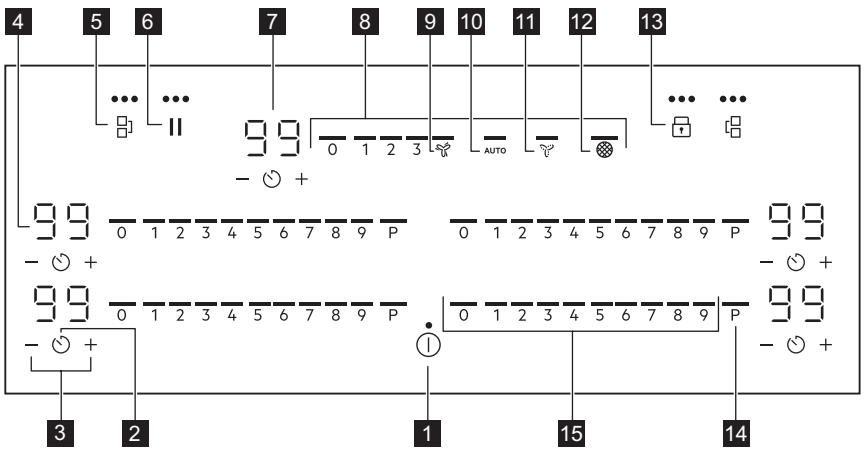 4 5 6 7 8 9 10 11 12 13
99 0 1 2 3 AUTO
− +
99 0 1 2 3 4 5 6 7 8 9 P 0 1 2 3 4 5 6 7 8 9 P 99
− + − +
99 0 1 2 3 4 5 6 7 8 9 P 0 1 2 3 4 5 6 7 8 9 P 99
− + − +
3 2 1 15 14